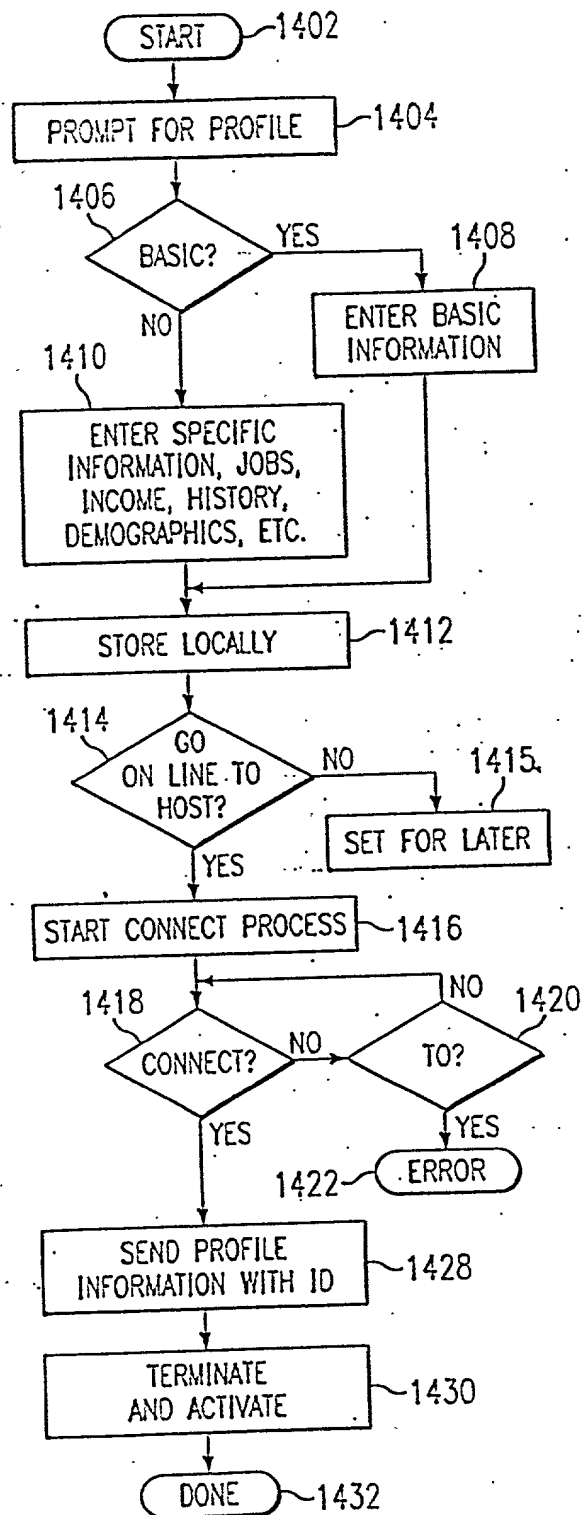 START
1402
PROMPT FOR PROFILE
1404
1406
BASIC?
YES
NO
1408
ENTER BASIC
INFORMATION
1410
ENTER SPECIFIC
INFORMATION, JOBS,
INCOME, HISTORY,
DEMOGRAPHICS, ETC.
STORE LOCALLY
1412
1414
GO
ON LINE TO
HOST?
NO
YES
1415
SET FOR LATER
START CONNECT PROCESS
1416
1418
CONNECT?
NO
YES
TO?
1420
NO
YES
1422
ERROR
SEND PROFILE
INFORMATION WITH ID
1428
TERMINATE
AND ACTIVATE
1430
DONE
1432